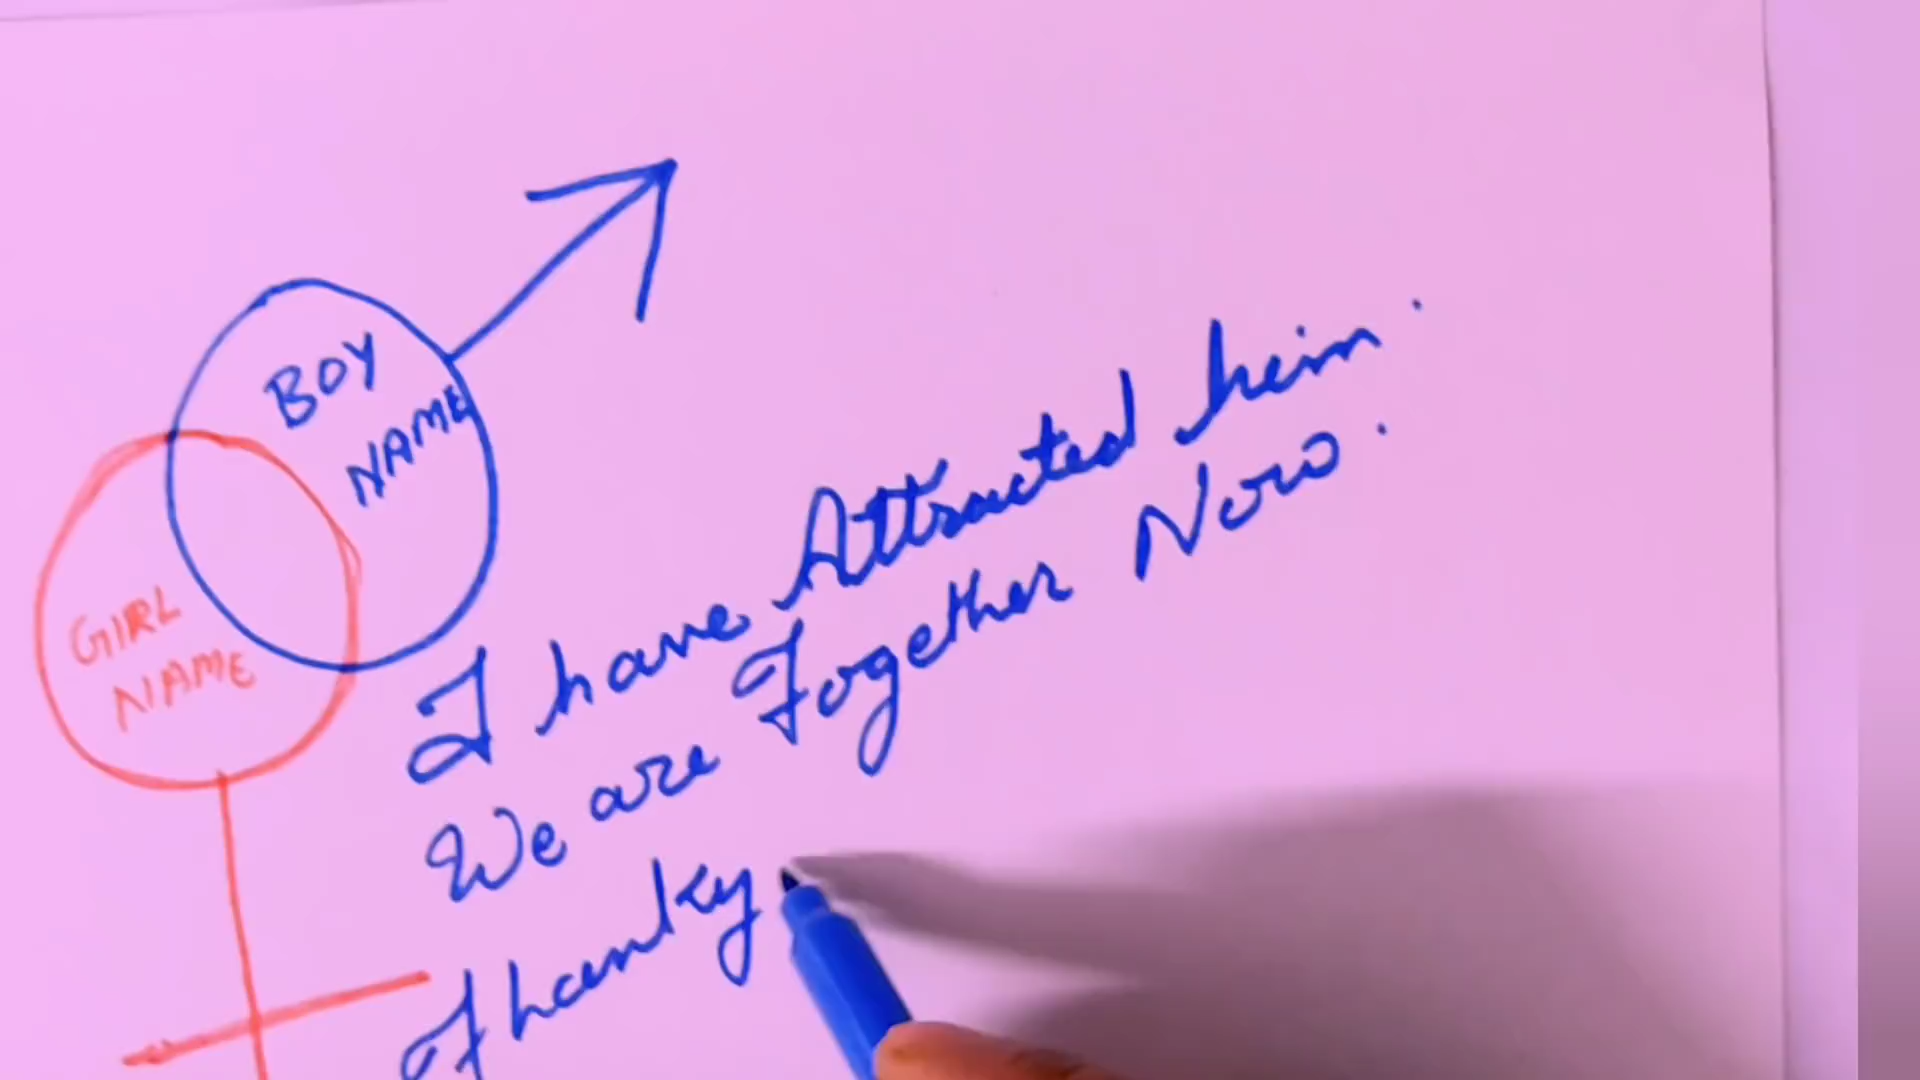 BOY
NAME
GIRL
NAME
I have Attracted him.
We are Together Now.
Thanky